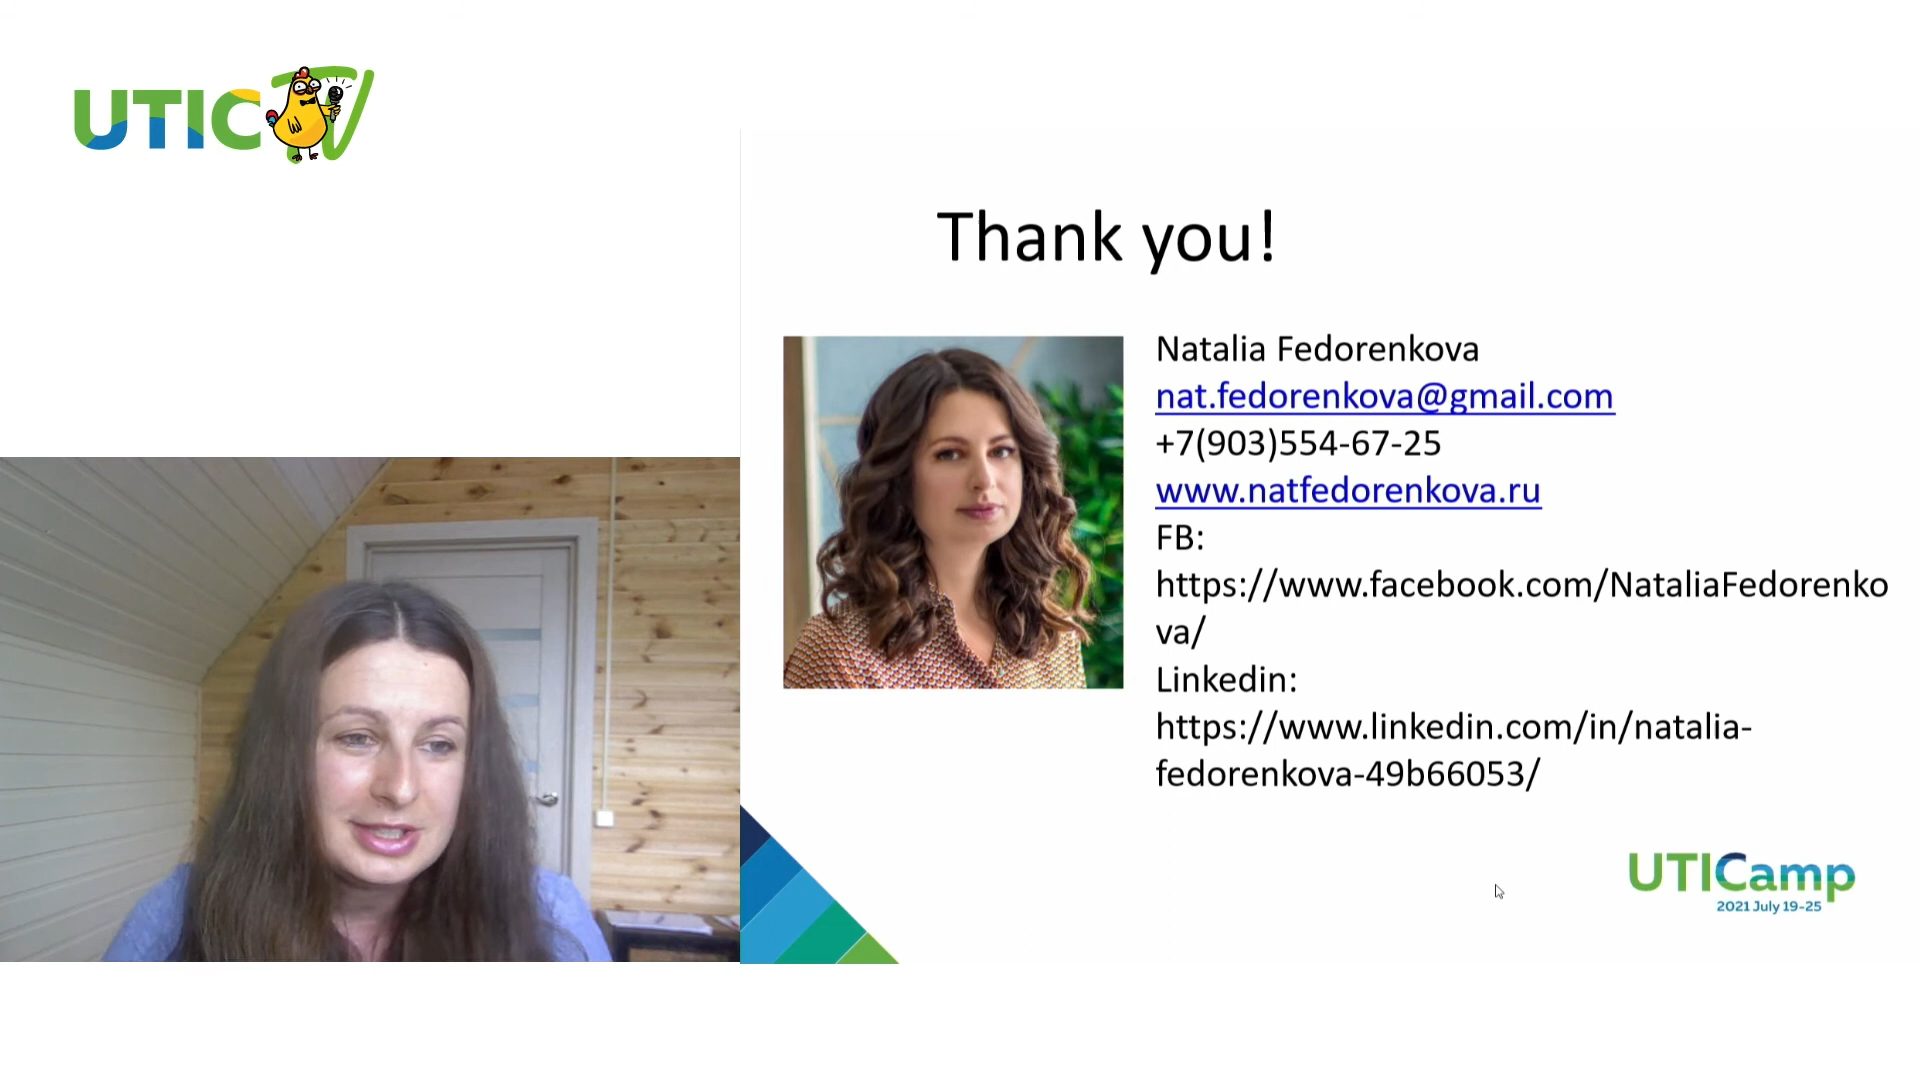 UTIC TV
Thank you!
Natalia Fedorenkova
nat.fedorenkova@gmail.com
+7(903)554-67-25
www.natfedorenkova.ru
FB:
https://www.facebook.com/NataliaFedorenko
va/
Linkedin:
https://www.linkedin.com/in/natalia-
fedorenkova-49b66053/
UTICamp
2021 July 19-25